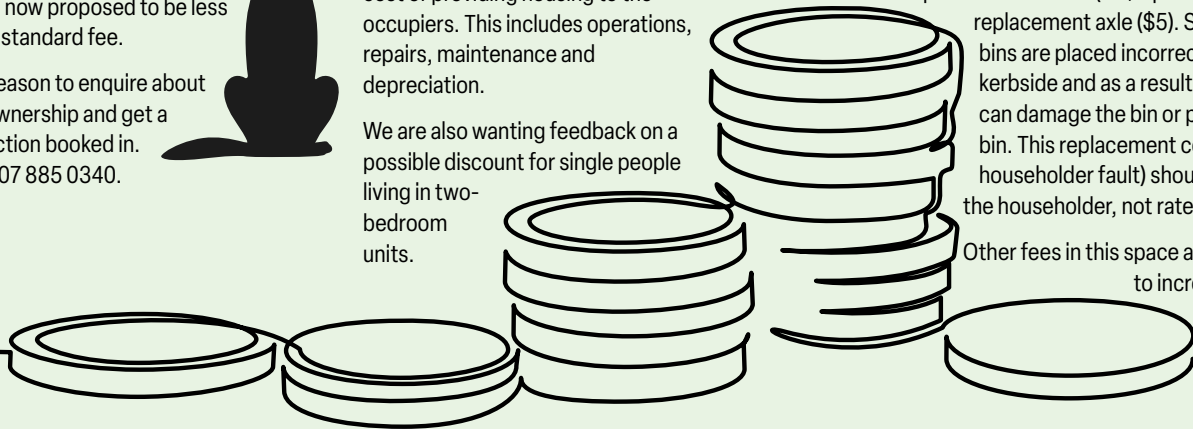 now proposed to be less
standard fee.
eason to enquire about
wnership and get a
ction booked in.
07 885 0340.
occupiers. This includes operations,
repairs, maintenance and
depreciation.
We are also wanting feedback on a
possible discount for single people
living in two-
bedroom
units.
replacement axle ($5). S
bins are placed incorrec
kerbside and as a result
can damage the bin or p
bin. This replacement c
householder fault) shou
the householder, not rate
Other fees in this space a
to incr